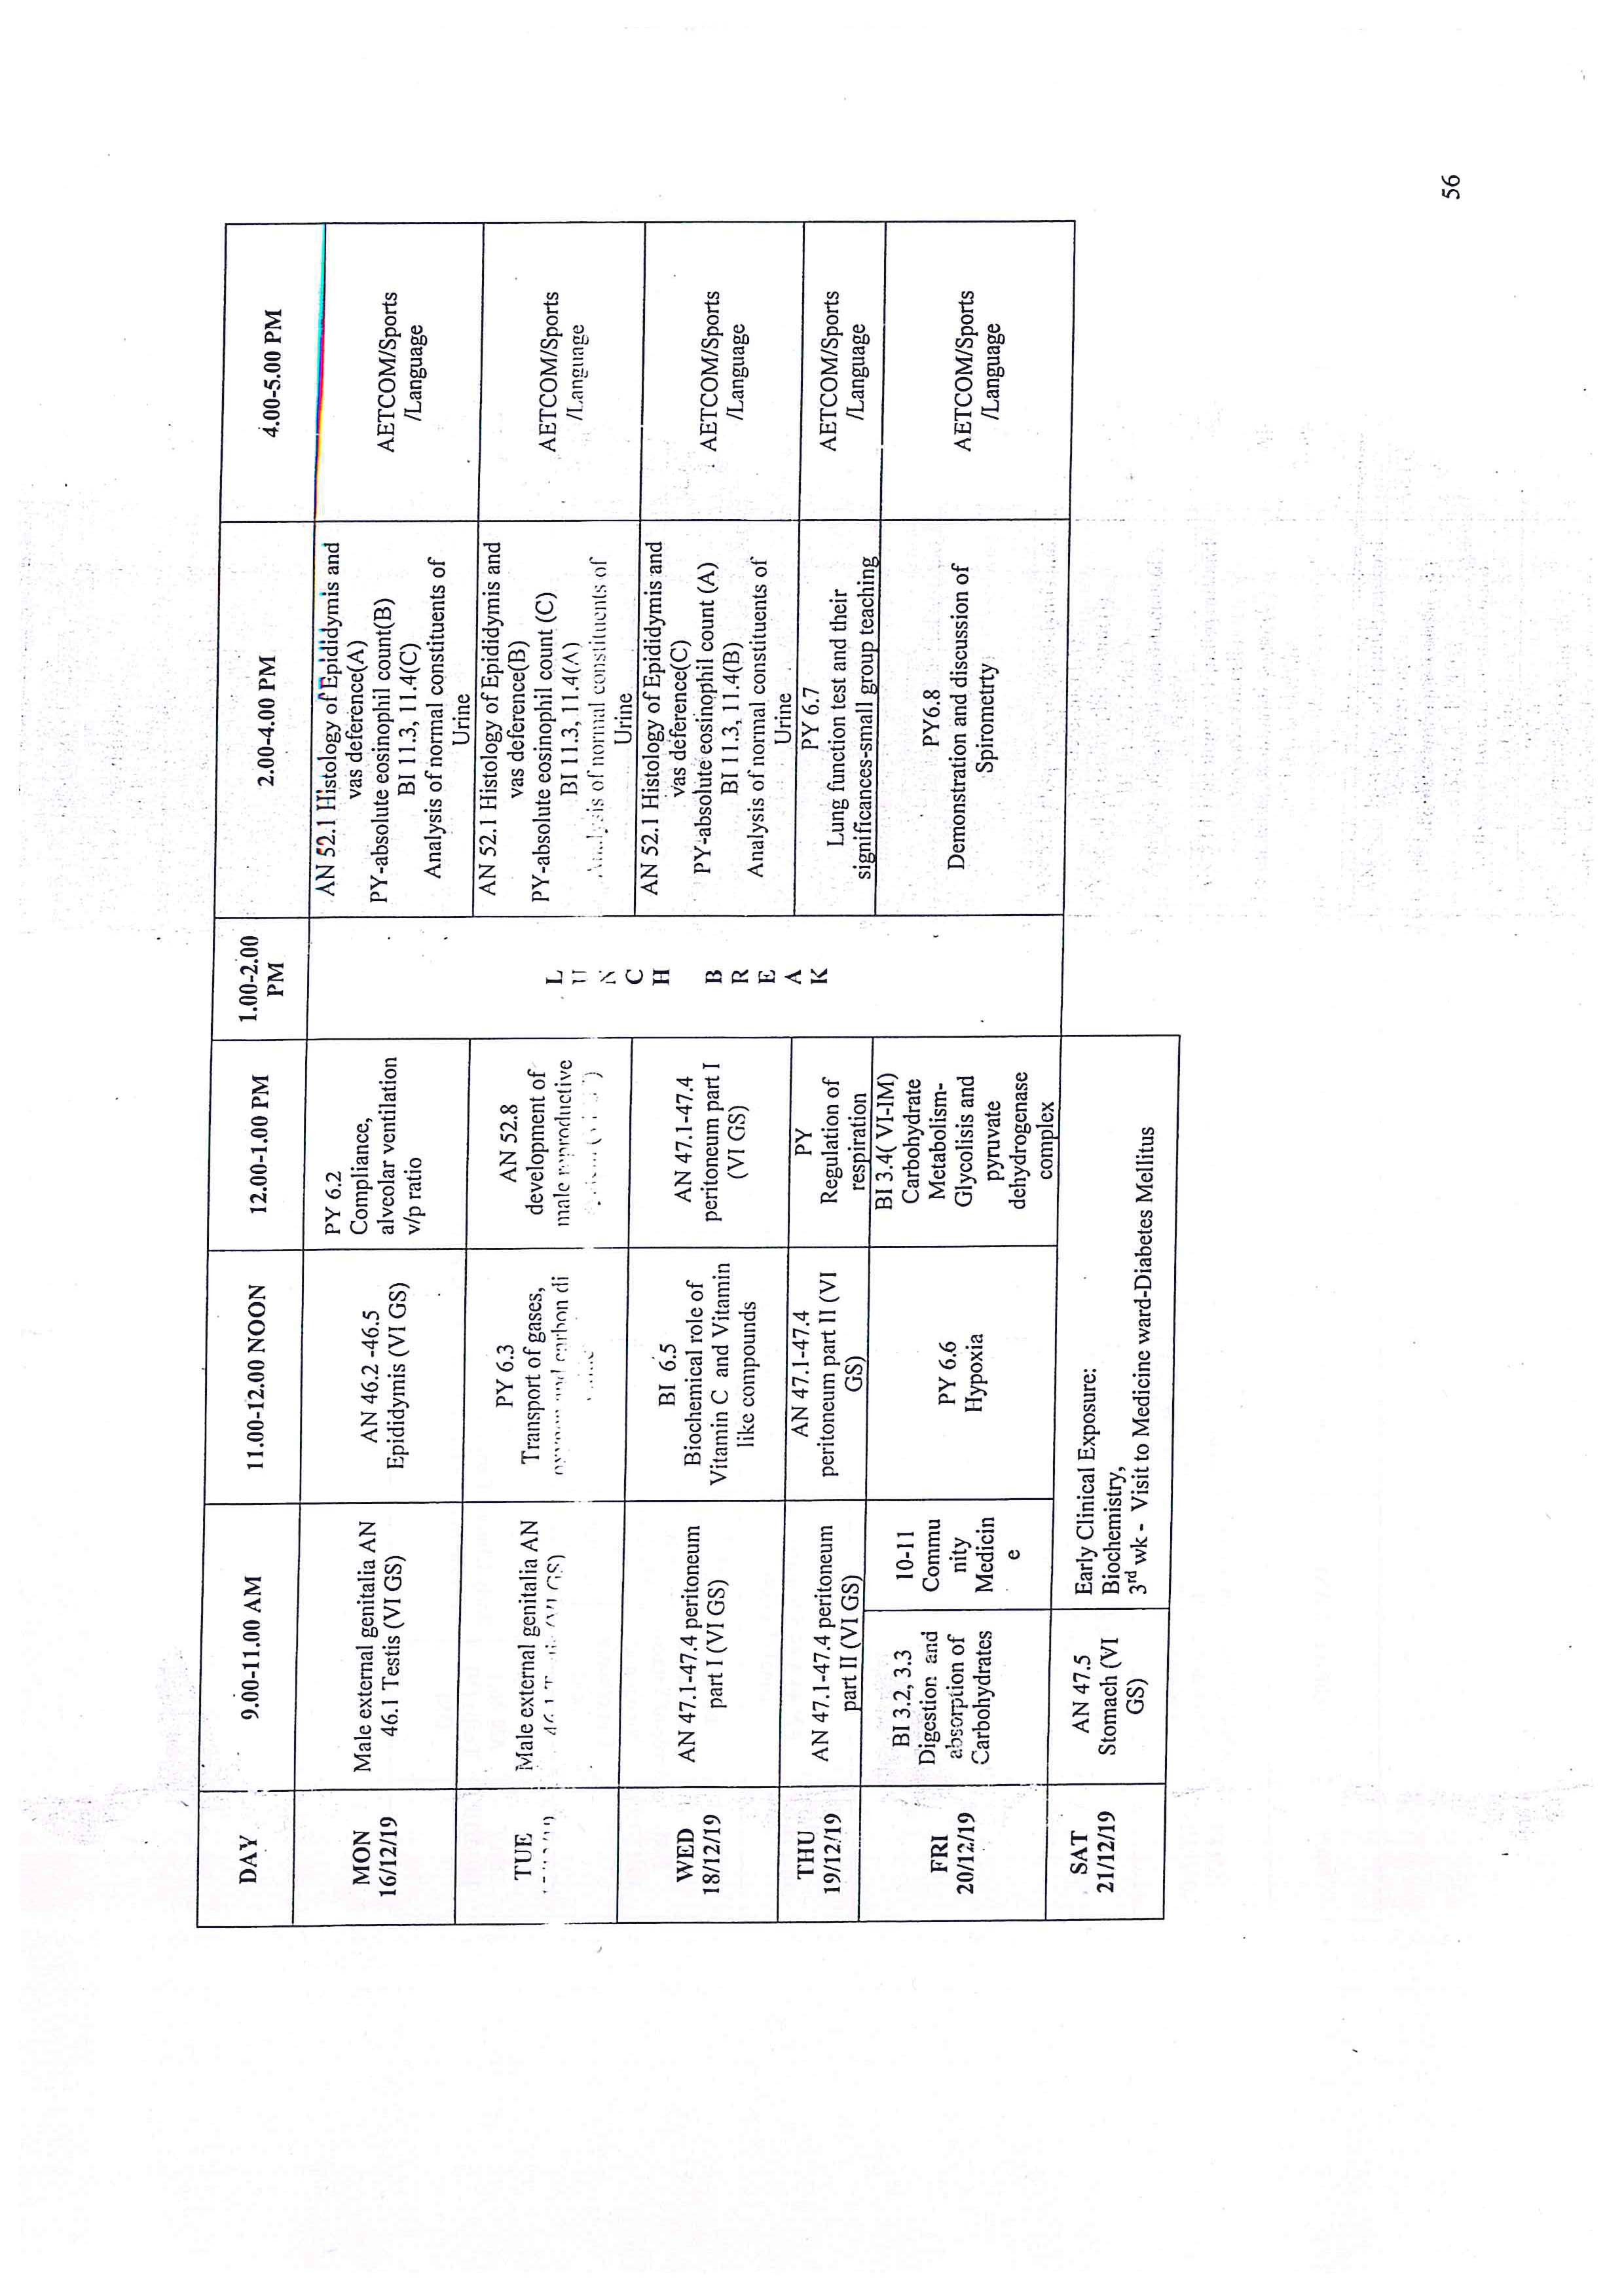 DAY
9.00-11.00 AM
11.00-12.00 NOON
12.00-1.00 PM
1.00-2.00
PM
2.00-4.00 PM
4.00-5.00 PM
MON
16/12/19
Male external genitalia AN
46.1 Testis (VI GS)
AN 46.2 -46.5
Epididymis (VI GS)
PY 6.2
Compliance,
alveolar ventilation
v/p ratio
L
U
N
C
H
B
R
E
A
K
AN 52.1 Histology of Epididymis and
vas deference(A)
PY-absolute eosinophil count(B)
BI 11.3, 11.4(C)
Analysis of normal constituents of
Urine
AETCOM/Sports
/Language
TUE
Male external genitalia AN
46.1 (VI GS)
PY 6.3
Transport of gases,
carbon di
AN 52.8
development of
male reproductive
AN 52.1 Histology of Epididymis and
vas deference(B)
PY-absolute eosinophil count (C)
BI 11.3, 11.4(A)
Analysis of normal constituents of
Urine
AETCOM/Sports
/Language
WED
18/12/19
AN 47.1-47.4 peritoneum
part I (VI GS)
BI 6.5
Biochemical role of
Vitamin C and Vitamin
like compounds
AN 47.1-47.4
peritoneum part I
(VI GS)
AN 52.1 Histology of Epididymis and
vas deference(C)
PY-absolute eosinophil count (A)
BI 11.3, 11.4(B)
Analysis of normal constituents of
Urine
AETCOM/Sports
/Language
THU
19/12/19
AN 47.1-47.4 peritoneum
part II (VI GS)
AN 47.1-47.4
peritoneum part II (VI
GS)
PY
Regulation of
respiration
PY 6.7
Lung function test and their
significances-small group teaching
AETCOM/Sports
/Language
FRI
20/12/19
BI 3.2, 3.3
Digestion and
absorption of
Carbohydrates
10-11
Commu
nity
Medicin
e
PY 6.6
Hypoxia
BI 3.4( VI-IM)
Carbohydrate
Metabolism-
Glycolisis and
pyruvate
dehydrogenase
complex
PY6.8
Demonstration and discussion of
Spirometrty
AETCOM/Sports
/Language
SAT
21/12/19
AN 47.5
Stomach (VI
GS)
Early Clinical Exposure:
Biochemistry,
3rd wk - Visit to Medicine ward-Diabetes Mellitus
56